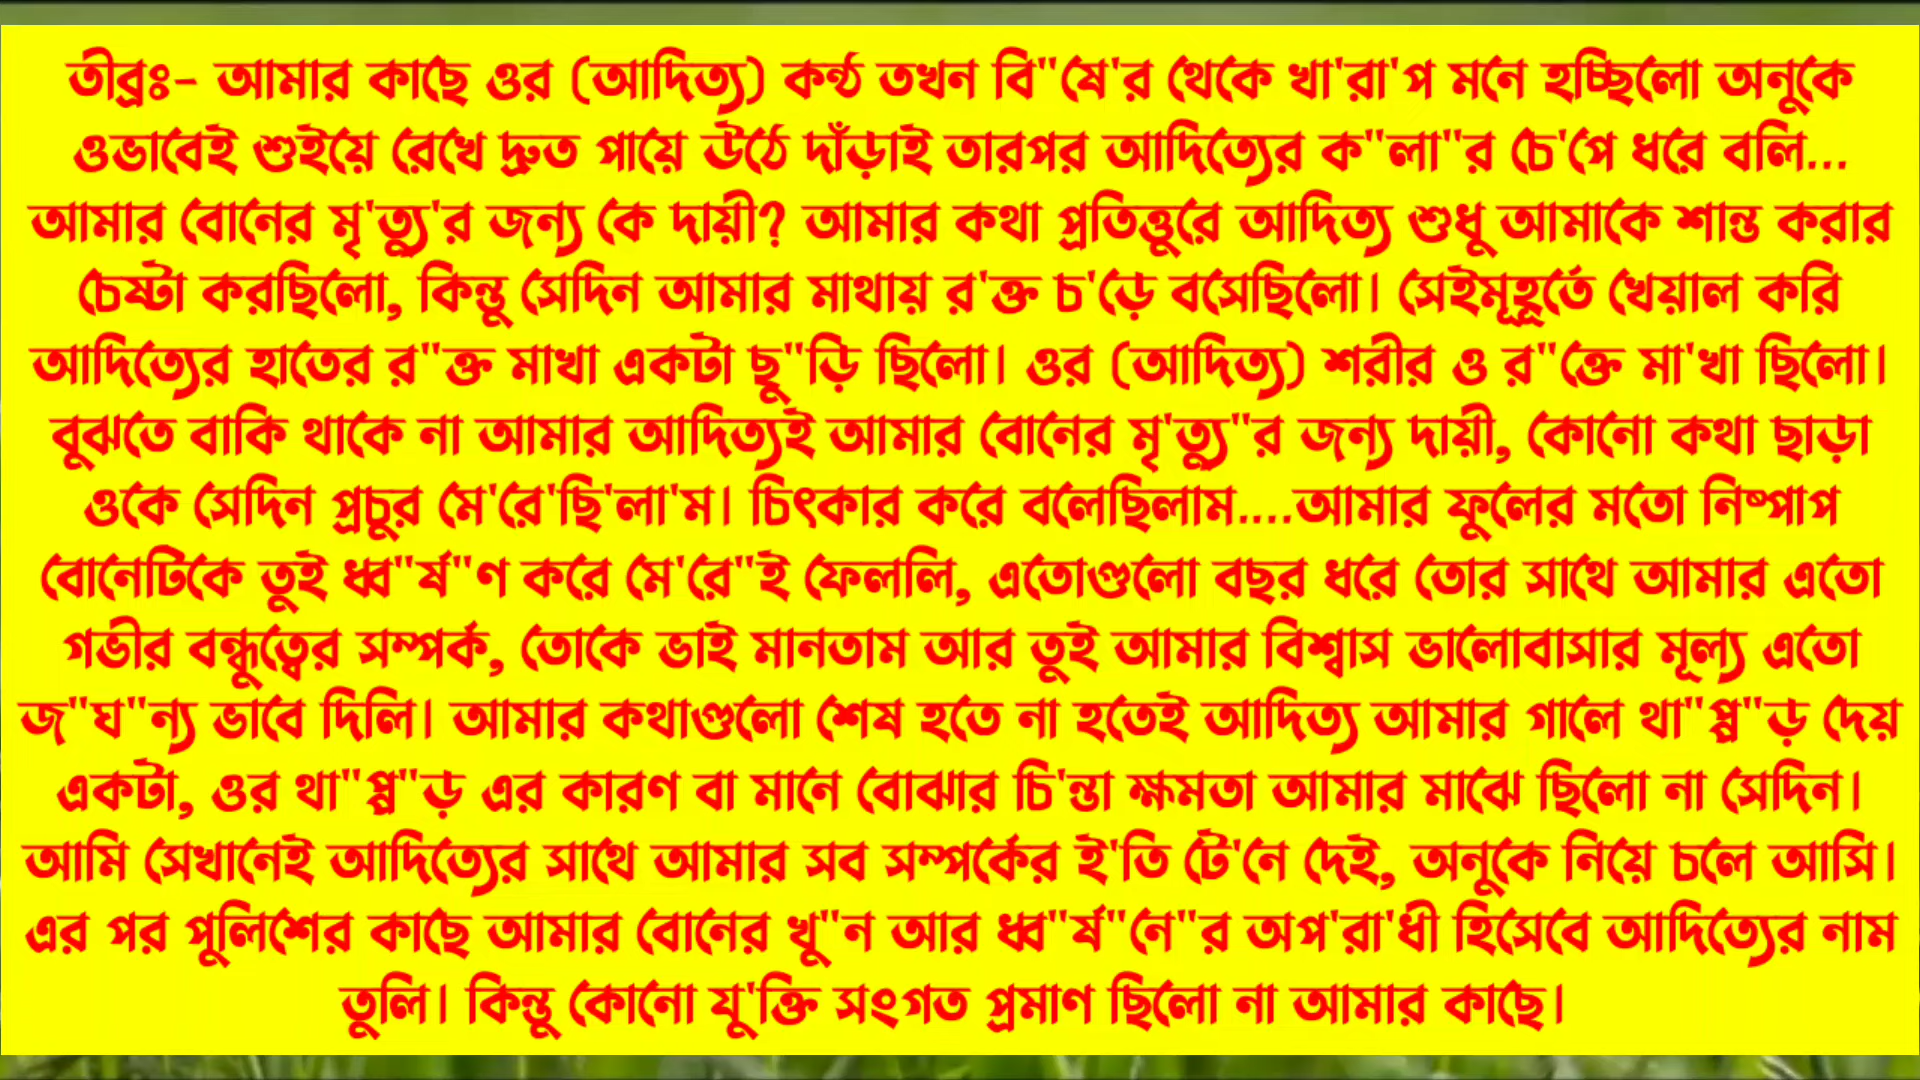 তীব্রঃ- আমার কাছে ওর (আদিত্য) কন্ঠ তখন বি"ষে'র থেকে খা'রা'প মনে হচ্ছিলো অনুকে
ওভাবেই শুইয়ে রেখে দ্রুত পায়ে উঠে দাঁড়াই তারপর আদিত্যের ক"লা"র চে'পে ধরে বলি...
আমার বোনের মৃ'ত্যু'র জন্য কে দায়ী? আমার কথা প্রতিত্তুরে আদিত্য শুধু আমাকে শান্ত করার
চেষ্টা করছিলো, কিন্তু সেদিন আমার মাথায় র'ক্ত চ'ড়ে বসেছিলো। সেইমূহূর্তে খেয়াল করি
আদিত্যের হাতের র"ক্ত মাখা একটা ছু"ড়ি ছিলো। ওর (আদিত্য) শরীর ও র"ক্তে মা'খা ছিলো।
বুঝতে বাকি থাকে না আমার আদিত্যই আমার বোনের মৃ'ত্যু"র জন্য দায়ী, কোনো কথা ছাড়া
ওকে সেদিন প্রচুর মে'রে'ছি'লা'ম। চিৎকার করে বলেছিলাম....আমার ফুলের মতো নিষ্পাপ
বোনেটিকে তুই ধ্ব"র্ষ"ণ করে মে'রে"ই ফেললি, এতোগুলো বছর ধরে তোর সাথে আমার এতো
গভীর বন্ধুত্বের সম্পর্ক, তোকে ভাই মানতাম আর তুই আমার বিশ্বাস ভালোবাসার মূল্য এতো
জ"ঘ"ন্য ভাবে দিলি। আমার কথাগুলো শেষ হতে না হতেই আদিত্য আমার গালে থা"প্প"ড় দেয়
একটা, ওর থা"প্প"ড় এর কারণ বা মানে বোঝার চি'ন্তা ক্ষমতা আমার মাঝে ছিলো না সেদিন।
আমি সেখানেই আদিত্যের সাথে আমার সব সম্পর্কের ই'তি টে'নে দেই, অনুকে নিয়ে চলে আসি।
এর পর পুলিশের কাছে আমার বোনের খু"ন আর ধ্ব"র্ষ"নে"র অপ'রা'ধী হিসেবে আদিত্যের নাম
তুলি। কিন্তু কোনো যু'ক্তি সংগত প্রমাণ ছিলো না আমার কাছে।